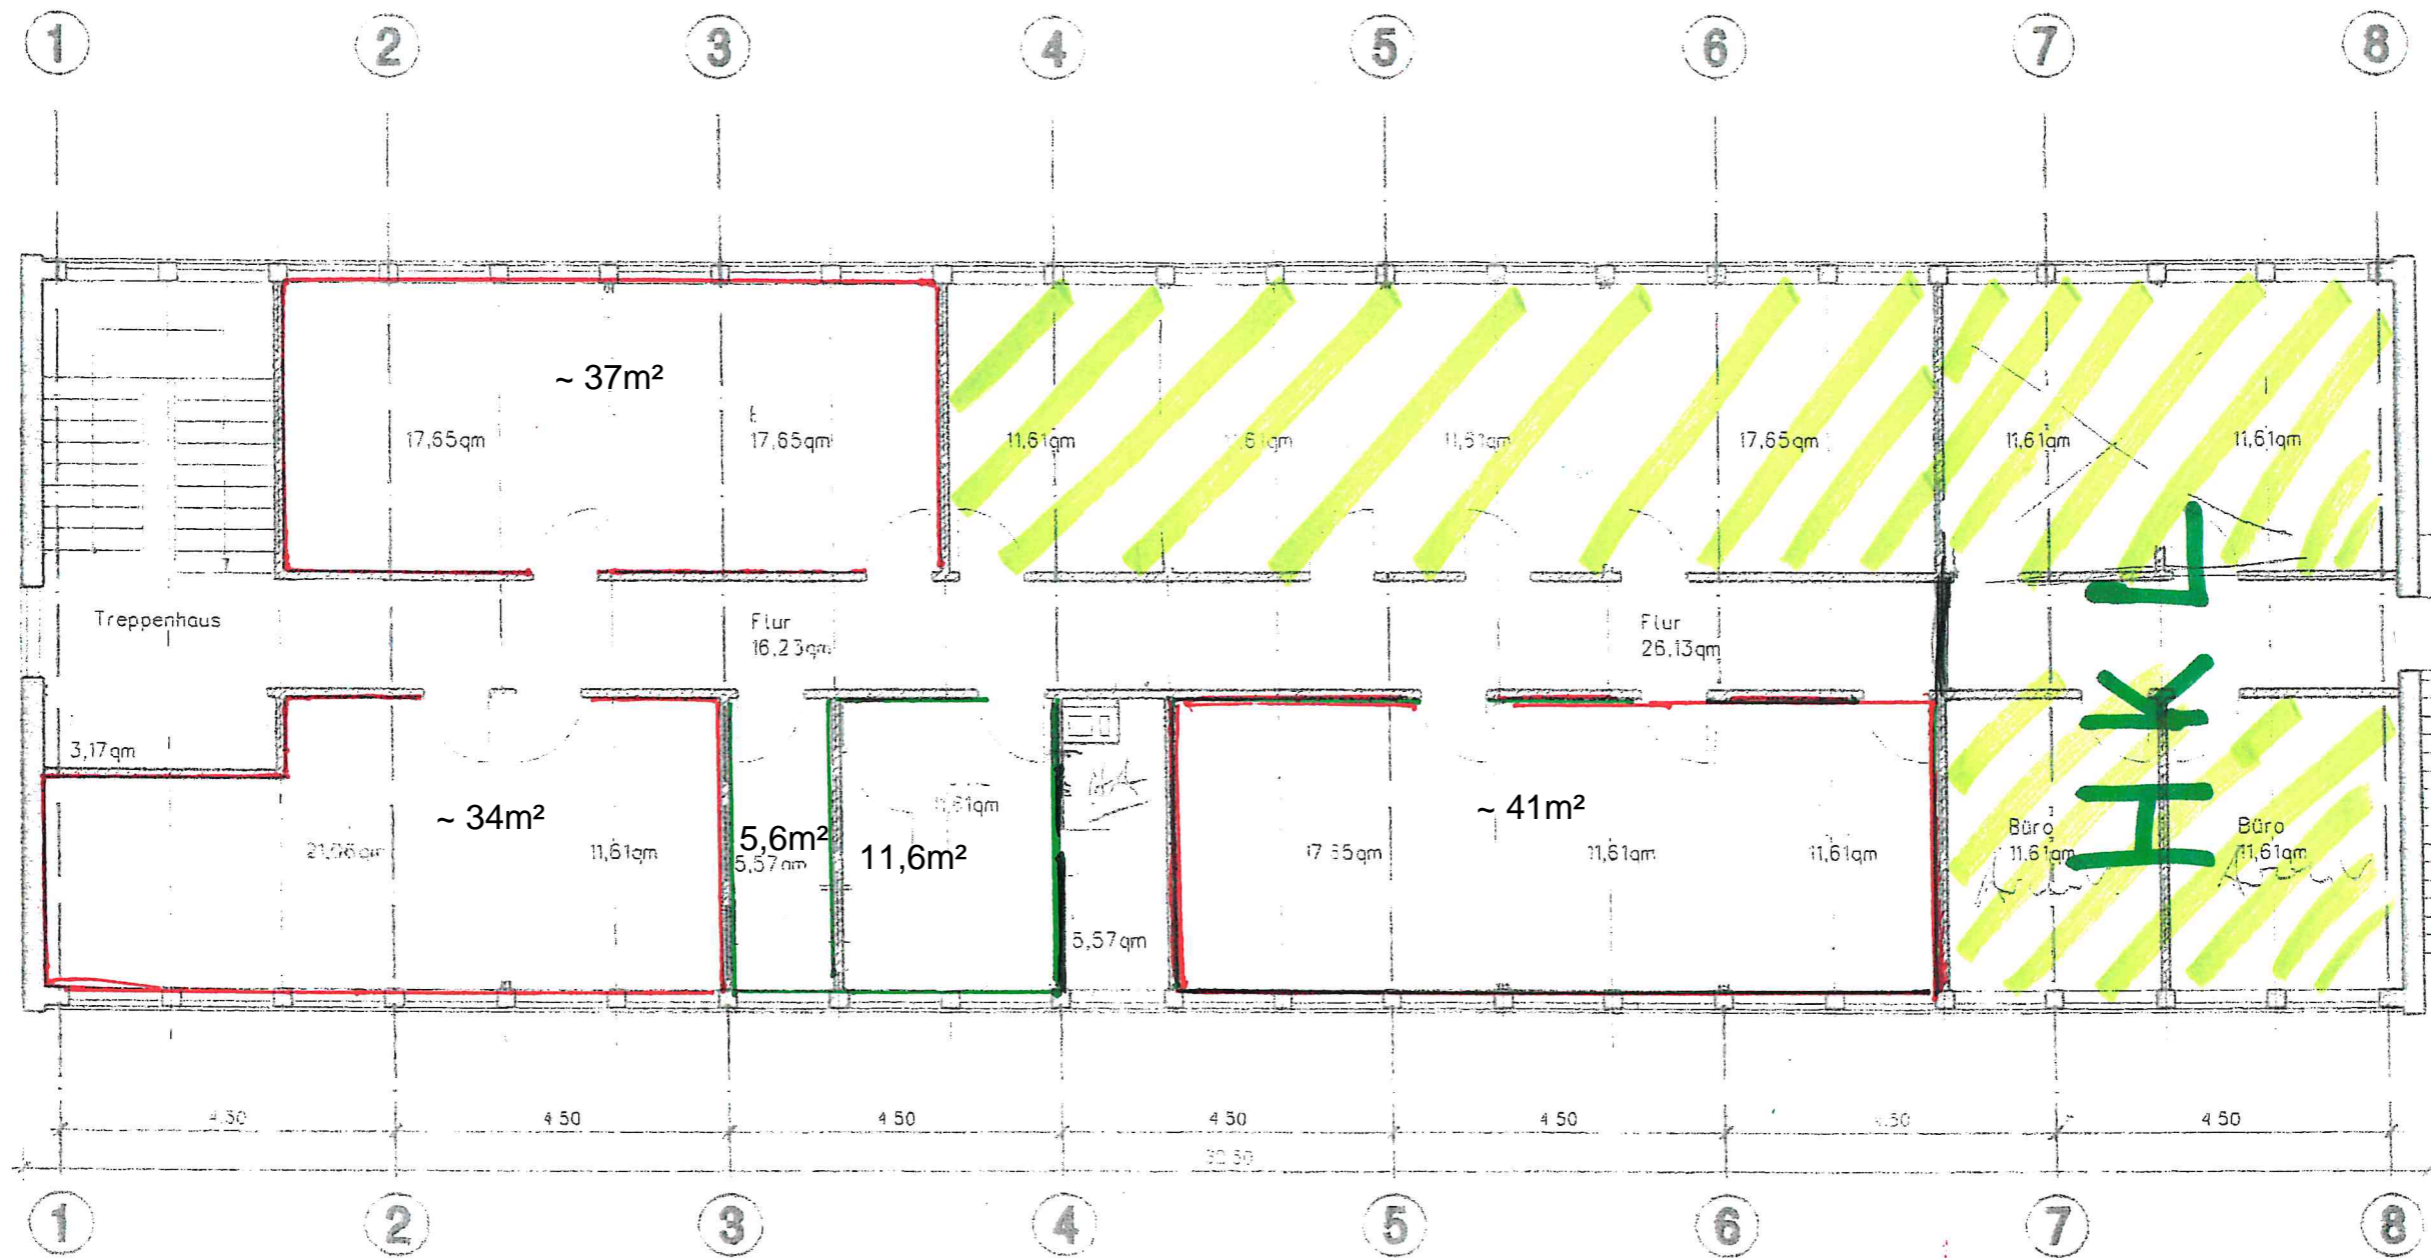 1 2 3 4 5 6 7 8
~ 37m²
17,65qm 17,65qm 11,61qm 11,61qm 11,61qm 17,65qm 11,61qm 11,61qm
Treppenhaus
Flur
16,23qm
Flur
26,13qm
3,17qm
11,61qm
~ 34m²
5,6m²
11,6m²
~ 41m²
11,61qm
5,57qm
11,61qm
11,61qm
Büro
11.61qm
Büro
11,61qm
5,57qm
4.50 4 50 4 50 4 50 4 50 4.50 4 50
1 2 3 4 5 6 7 8